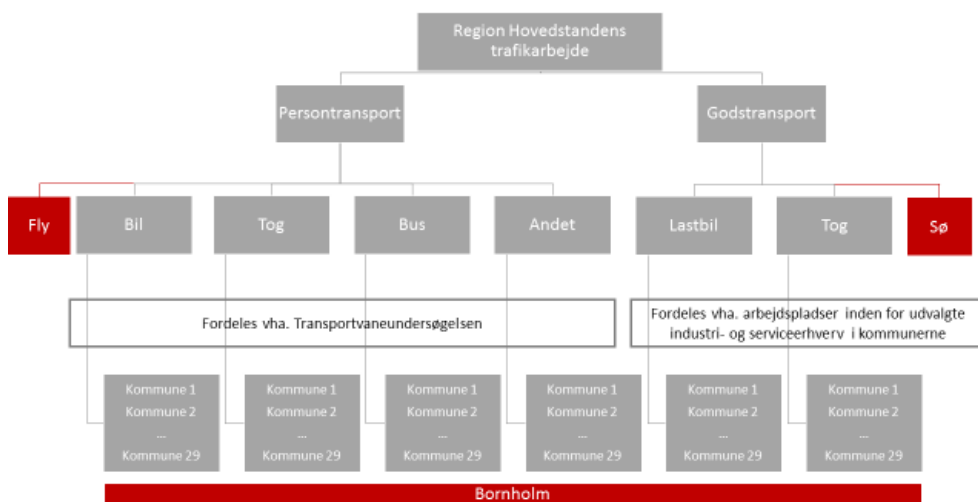 Region Hovedstandens
trafikarbejde
Persontransport
Godstransport
Fly
Bil
Tog
Bus
Andet
Lastbil
Tog
Sø
Fordeles vha. Transportvaneundersøgelsen
Fordeles vha. arbejdspladser inden for udvalgte
industri- og serviceerhverv i kommunerne
Kommune 1
Kommune 2
...
Kommune 29
Kommune 1
Kommune 2
...
Kommune 29
Kommune 1
Kommune 2
...
Kommune 29
Kommune 1
Kommune 2
...
Kommune 29
Kommune 1
Kommune 2
...
Kommune 29
Kommune 1
Kommune 2
...
Kommune 29
Bornholm